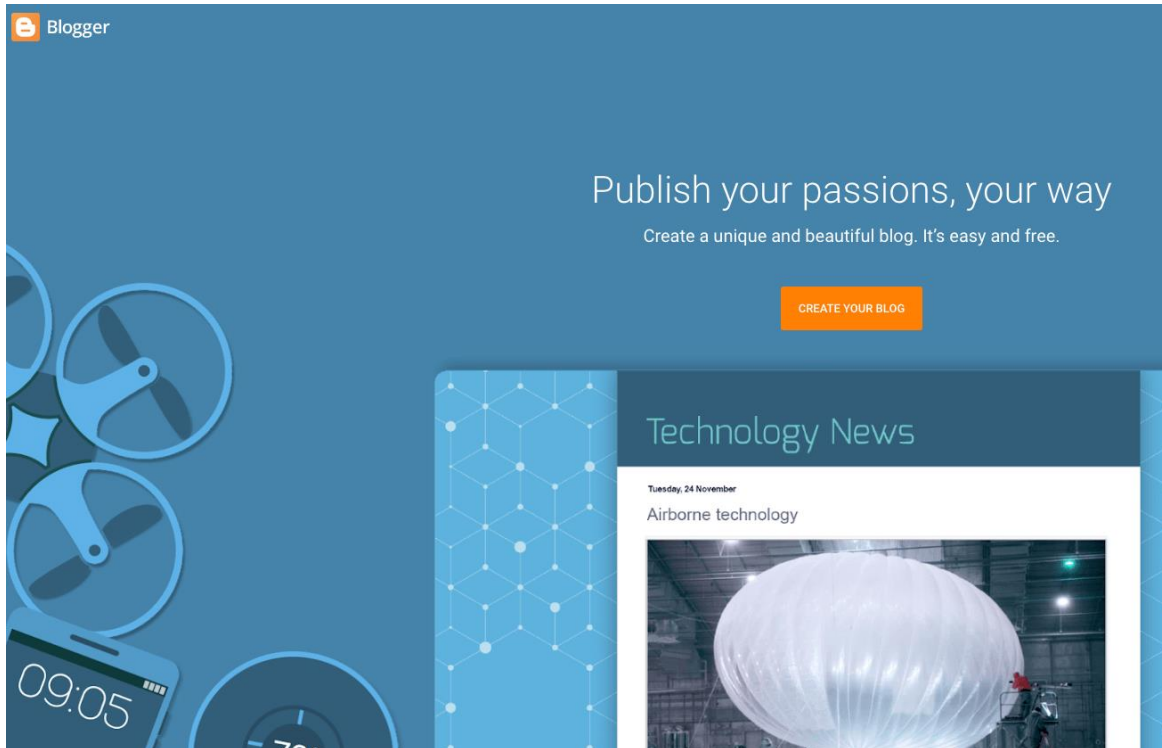 Blogger
Publish your passions, your way
Create a unique and beautiful blog. It's easy and free.
CREATE YOUR BLOG
Technology News
Tuesday, 24 November
Airborne technology
09:05